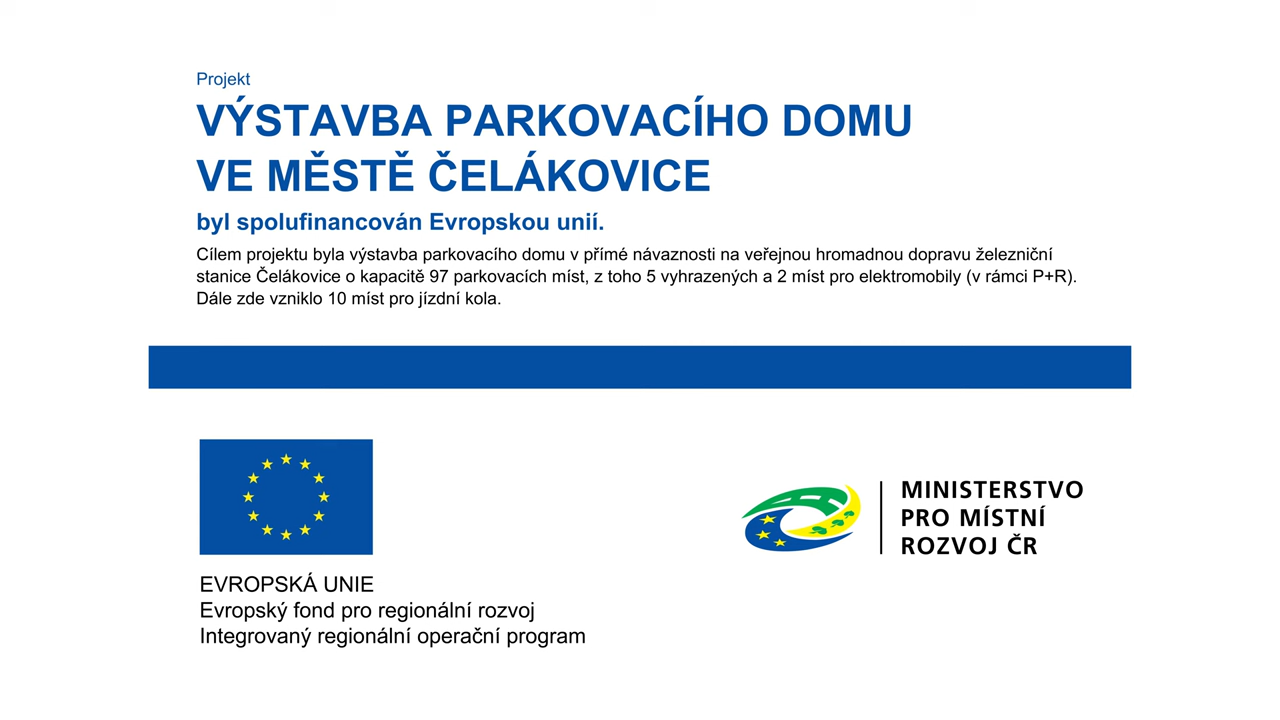 Projekt
VÝSTAVBA PARKOVACÍHO DOMU
VE MĚSTĚ ČELÁKOVICE
byl spolufinancován Evropskou unií.
Cílem projektu byla výstavba parkovacího domu v přímé návaznosti na veřejnou hromadnou dopravu železniční
stanice Čelákovice o kapacitě 97 parkovacích míst, z toho 5 vyhrazených a 2 míst pro elektromobily (v rámci P+R).
Dále zde vzniklo 10 míst pro jízdní kola.
EVROPSKÁ UNIE
Evropský fond pro regionální rozvoj
Integrovaný regionální operační program
MINISTERSTVO
PRO MÍSTNÍ
ROZVOJ ČR